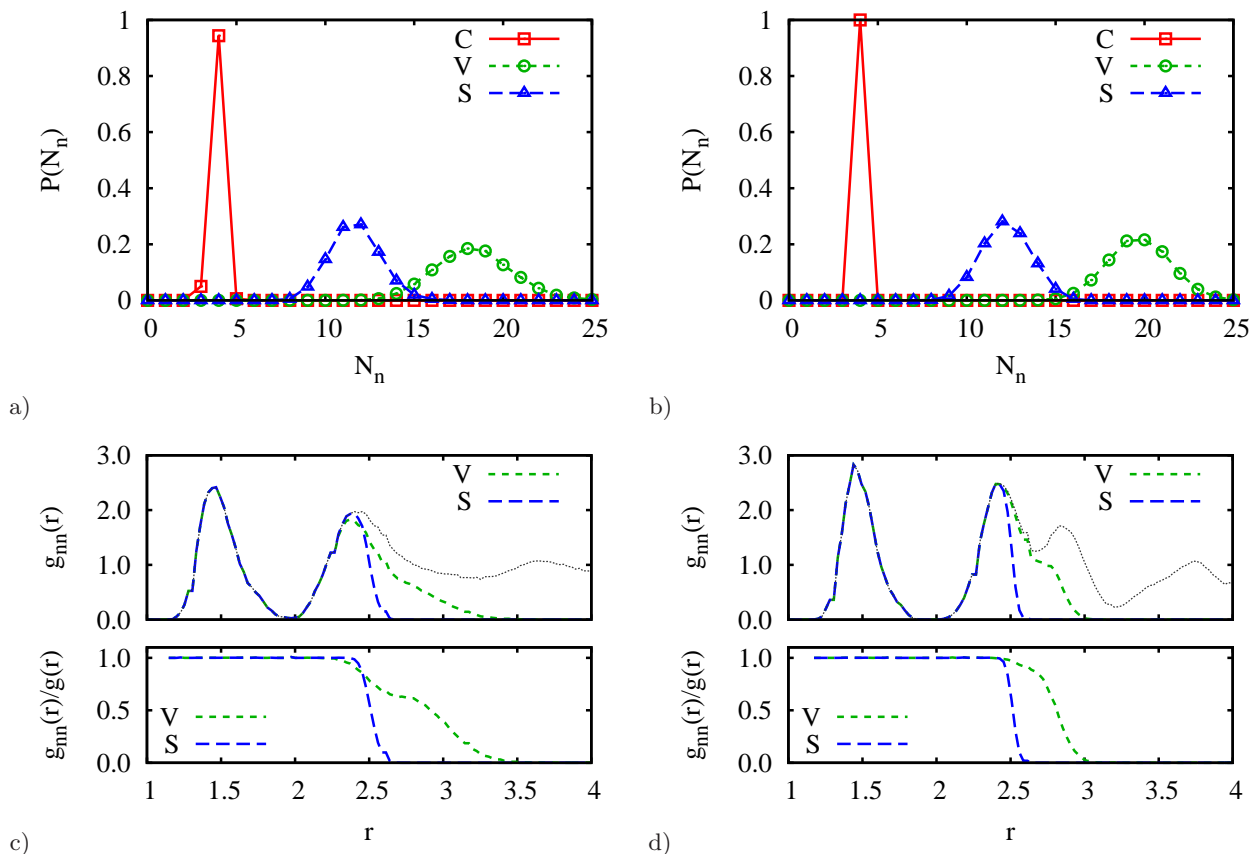 1
0.8
0.6
0.4
0.2
0
P(N_n)
C
V
S
0 5 10 15 20 25
N_n
a)
1
0.8
0.6
0.4
0.2
0
P(N_n)
C
V
S
0 5 10 15 20 25
N_n
b)
3.0
2.0
1.0
0.0
g_nn(r)
V
S
1.0
0.5
0.0
g_nn(r)/g(r)
V
S
1 1.5 2 2.5 3 3.5 4
r
c)
3.0
2.0
1.0
0.0
g_nn(r)
V
S
1.0
0.5
0.0
g_nn(r)/g(r)
V
S
1 1.5 2 2.5 3 3.5 4
r
d)